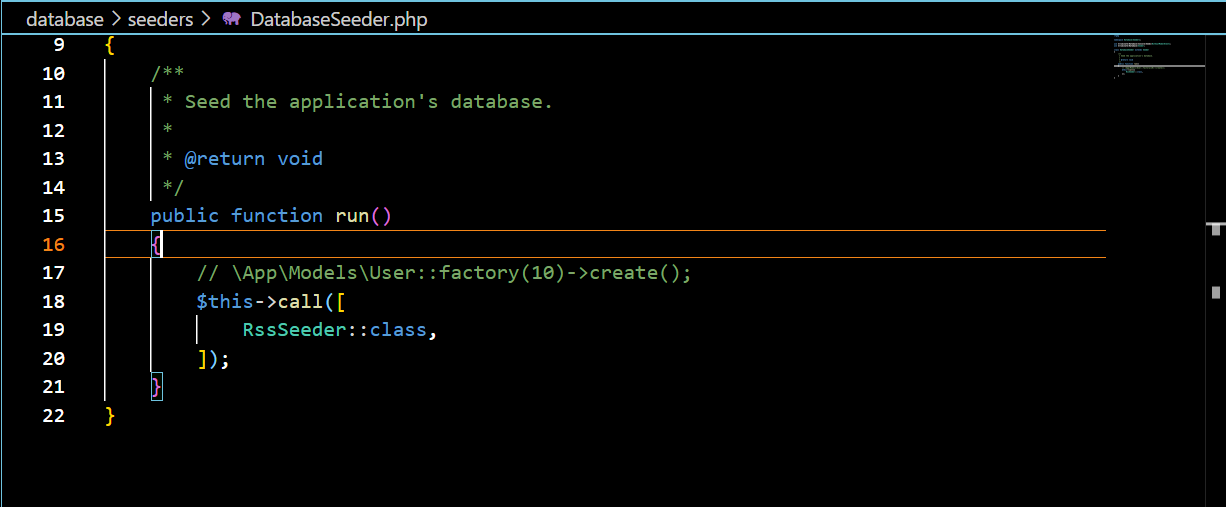 database > seeders > DatabaseSeeder.php
9 {
10 /**
11 * Seed the application's database.
12 *
13 * @return void
14 */
15 public function run()
16 {
17 // \App\Models\User::factory(10)->create();
18 $this->call([
19 RssSeeder::class,
20 ]);
21 }
22 }